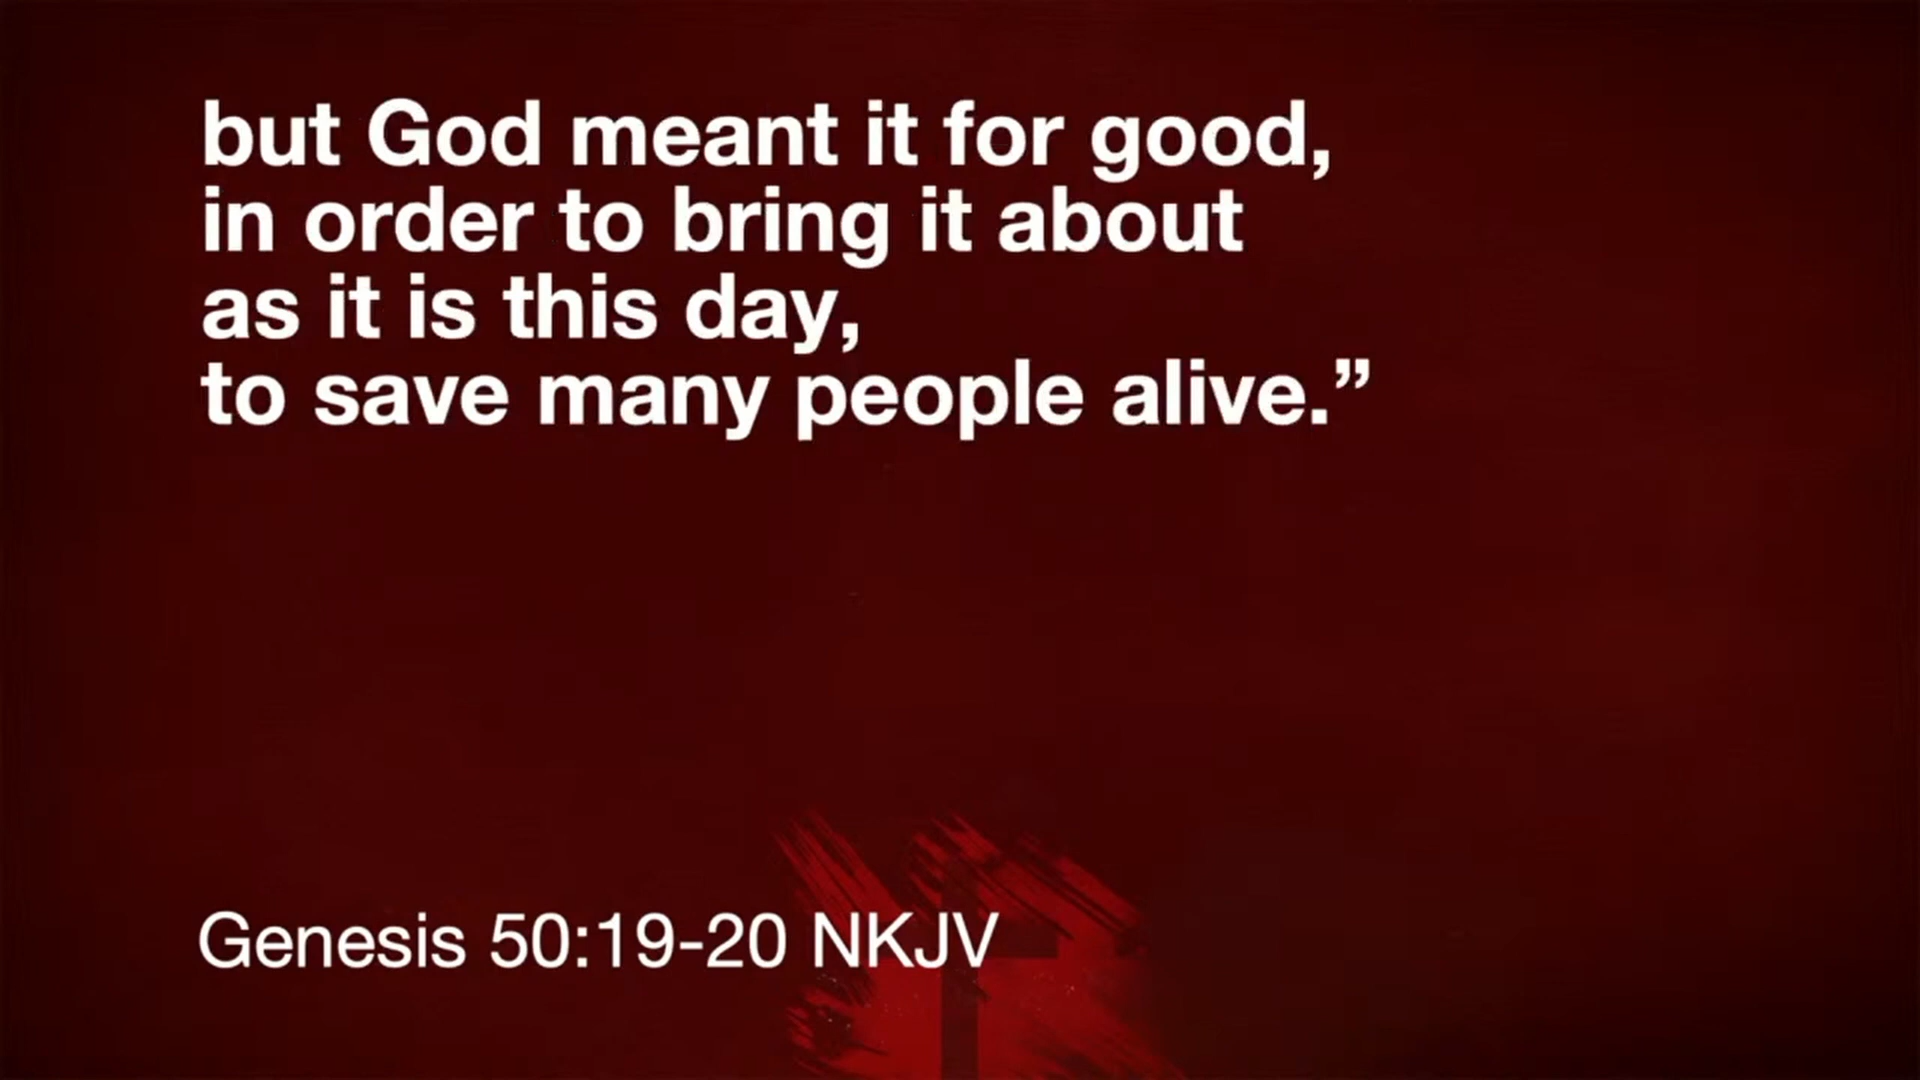 but God meant it for good,
in order to bring it about
as it is this day,
to save many people alive.”
Genesis 50:19-20 NKJV